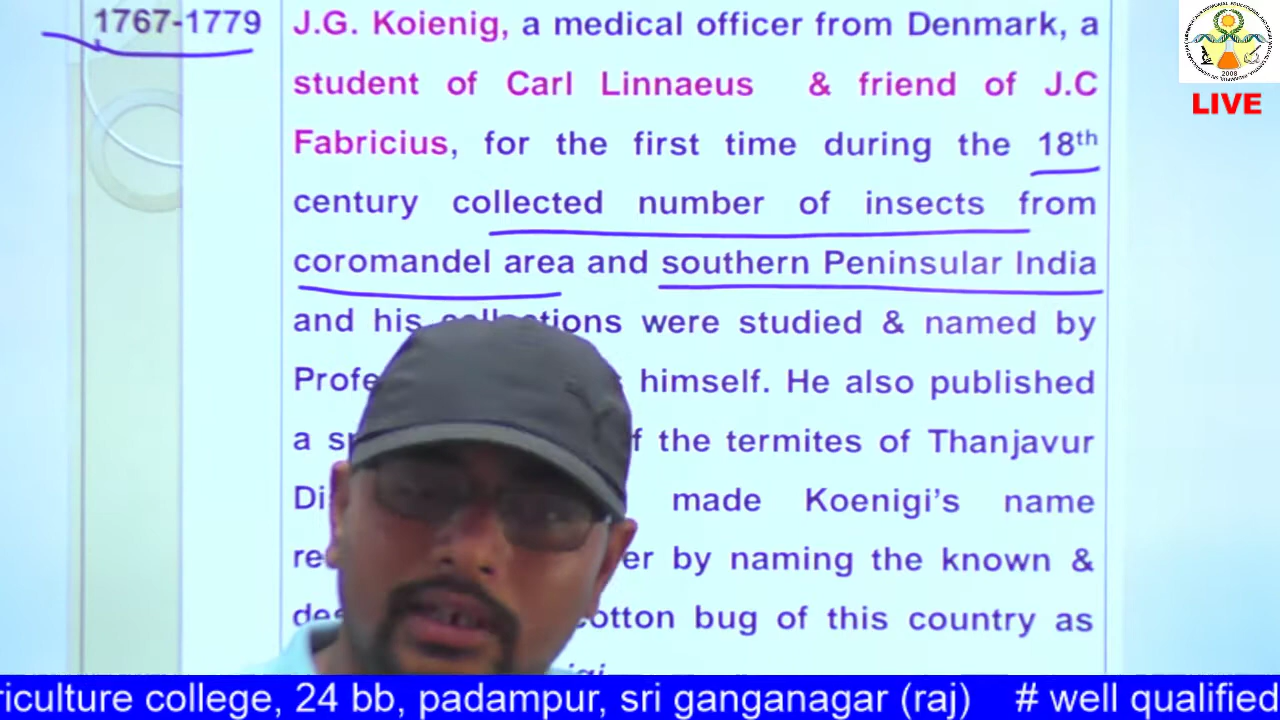 1767-1779
J.G. Koienig, a medical officer from Denmark, a
student of Carl Linnaeus & friend of J.C
Fabricius, for the first time during the 18th
century collected number of insects from
coromandel area and southern Peninsular India
and his were studied & named by
himself. He also published
a the termites of Thanjavur
made Koenigi's name
by naming the known &
bug of this country as
2008
LIVE
riculture college, 24 bb, padampur, sri ganganagar (raj) # well qualified